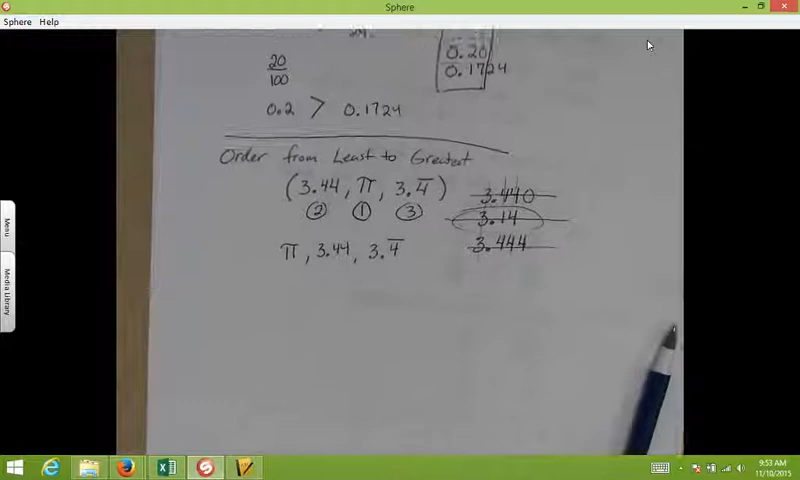 Sphere
Sphere Help
20
100
0.20
0.1724
0.2 > 0.1724
Order from Least to Greatest
(3.44, π, 3.4̅)
② ① ③
3.440
3.14
3.444
π, 3.44, 3.4̅
Menu
Media Library
9:53 AM
11/10/2015